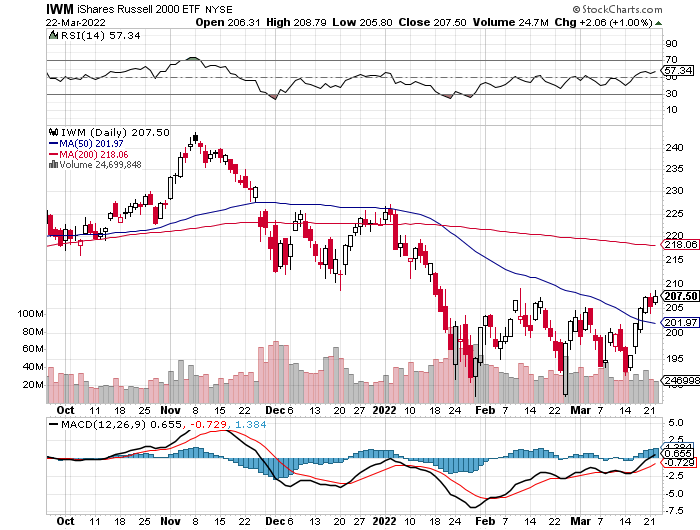 IWM iShares Russell 2000 ETF NYSE © StockCharts.com
22-Mar-2022 Open 206.31 High 208.79 Low 205.80 Close 207.50 Volume 24.7M Chg +2.06 (+1.00%)
RSI(14) 57.34
90
70
57.34
50
30
10
IWM (Daily) 207.50
MA(50) 201.97
MA(200) 218.06
Volume 24,699,848
240
235
230
225
220
218.06
215
210
207.50
205
201.97
200
195
246998
100M
80M
60M
40M
20M
Oct 11 18 25 Nov 8 15 22 Dec 6 13 20 27 2022 10 18 24 Feb 7 14 22 Mar 7 14 21
MACD(12,26,9) 0.655, -0.729, 1.384
5.0
2.5
1.384
0.655
-0.729
-2.5
-5.0
Oct 11 18 25 Nov 8 15 22 Dec 6 13 20 27 2022 10 18 24 Feb 7 14 22 Mar 7 14 21